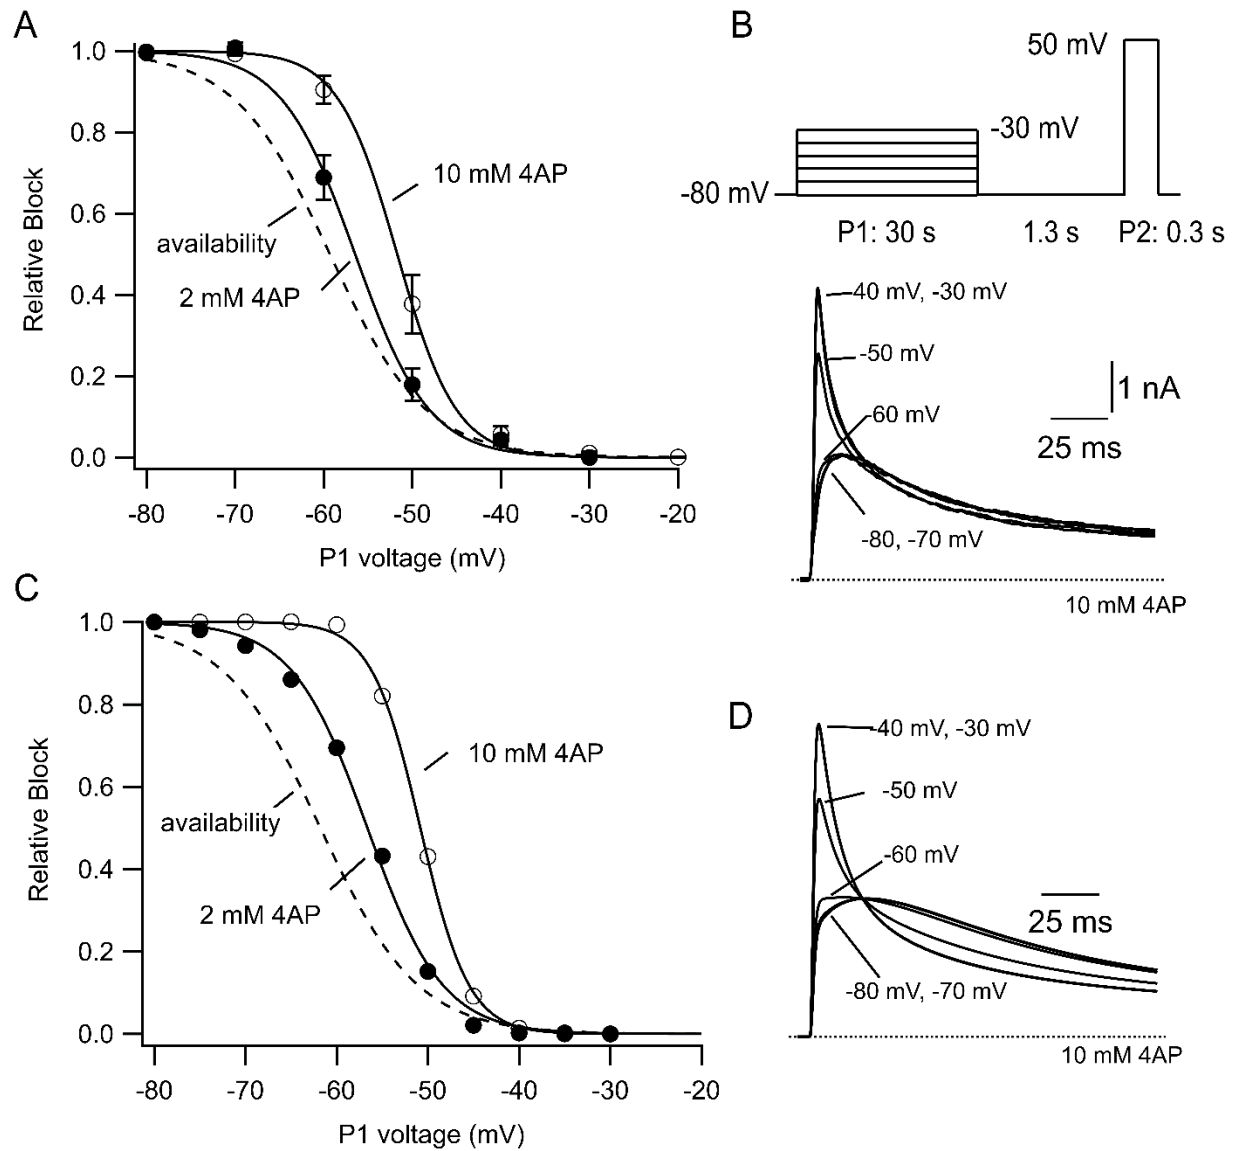 A
1.0
0.8
0.6
0.4
0.2
0.0
Relative Block
10 mM 4AP
availability
2 mM 4AP
-80 -70 -60 -50 -40 -30 -20
P1 voltage (mV)
B
50 mV
-30 mV
-80 mV
P1: 30 s 1.3 s P2: 0.3 s
-40 mV, -30 mV
-50 mV
-60 mV
1 nA
25 ms
-80, -70 mV
10 mM 4AP
C
1.0
0.8
0.6
0.4
0.2
0.0
Relative Block
10 mM 4AP
availability
2 mM 4AP
-80 -70 -60 -50 -40 -30 -20
P1 voltage (mV)
D
-40 mV, -30 mV
-50 mV
-60 mV
25 ms
-80 mV, -70 mV
10 mM 4AP